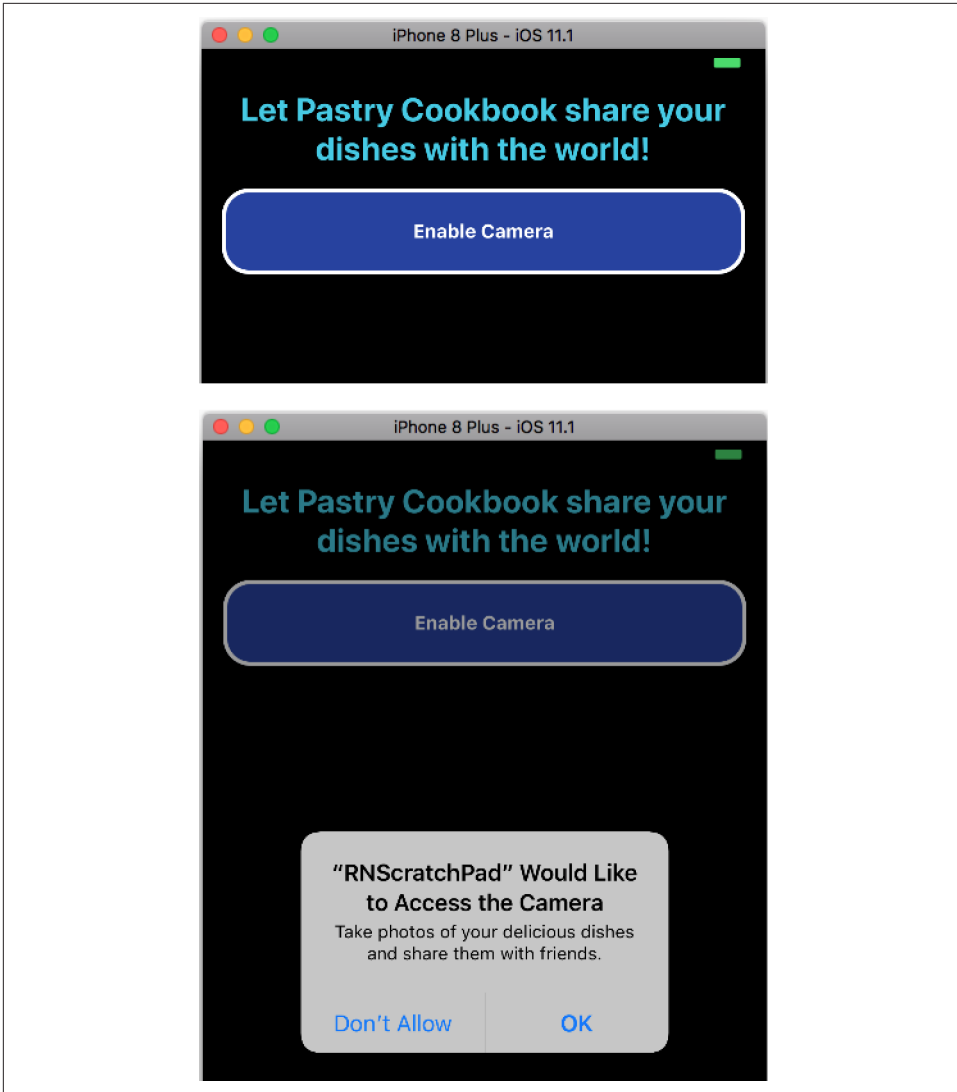 iPhone 8 Plus - iOS 11.1
Let Pastry Cookbook share your
dishes with the world!
Enable Camera
iPhone 8 Plus - iOS 11.1
Let Pastry Cookbook share your
dishes with the world!
Enable Camera
“RNScratchPad” Would Like
to Access the Camera
Take photos of your delicious dishes
and share them with friends.
Don’t Allow OK